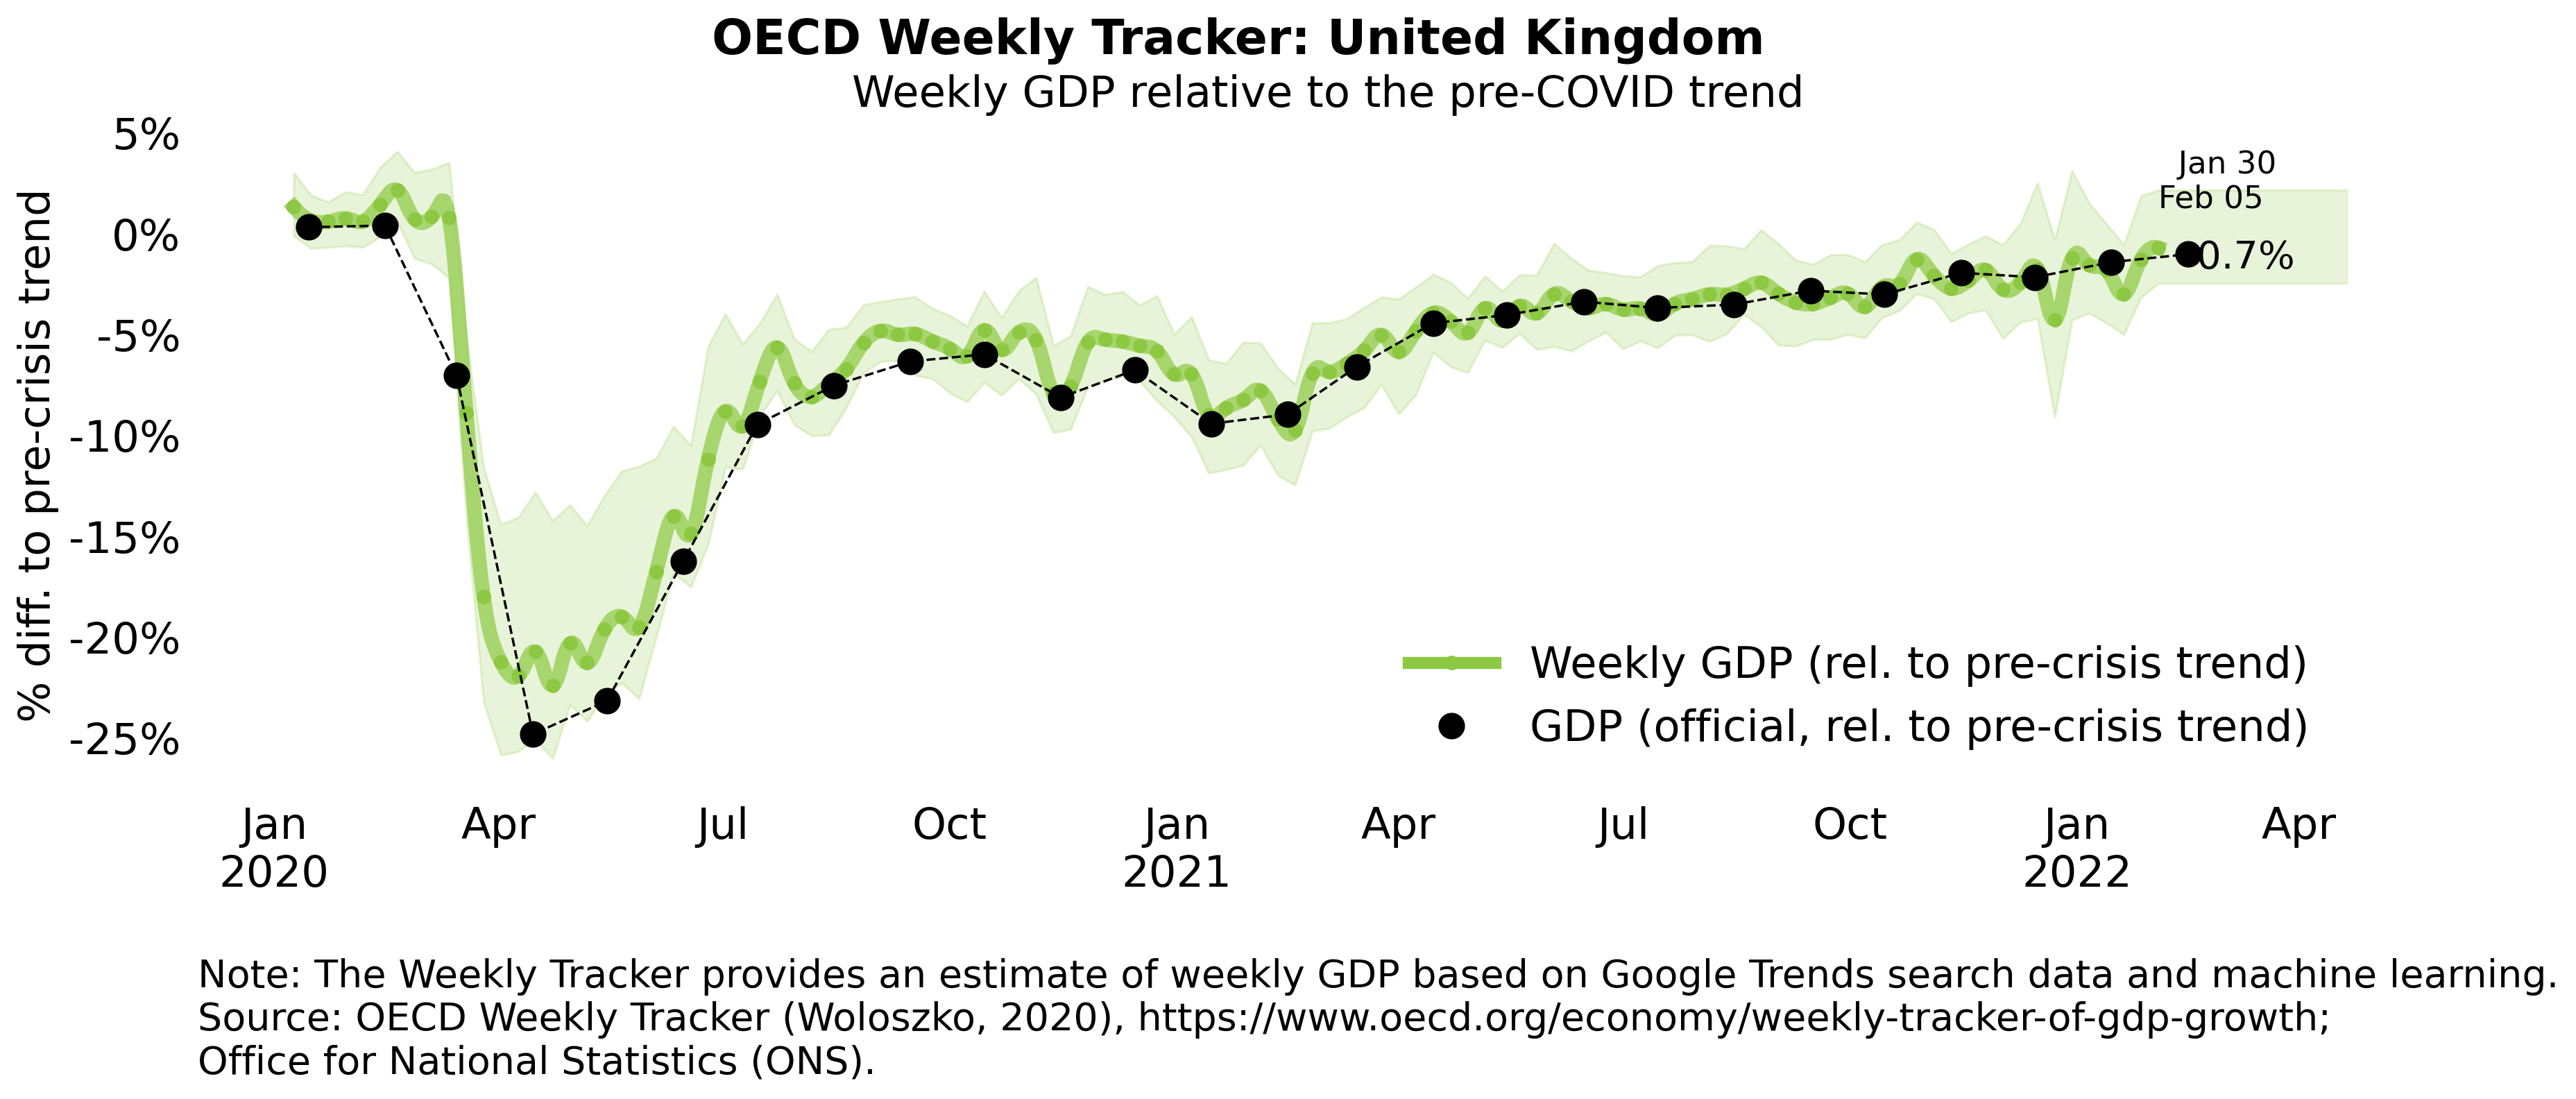 OECD Weekly Tracker: United Kingdom
Weekly GDP relative to the pre-COVID trend
% diff. to pre-crisis trend
5%
0%
-5%
-10%
-15%
-20%
-25%
Jan 30
Feb 05
0.7%
Weekly GDP (rel. to pre-crisis trend)
GDP (official, rel. to pre-crisis trend)
Jan Apr Jul Oct Jan Apr Jul Oct Jan Apr
2020 2021 2022
Note: The Weekly Tracker provides an estimate of weekly GDP based on Google Trends search data and machine learning.
Source: OECD Weekly Tracker (Woloszko, 2020), https://www.oecd.org/economy/weekly-tracker-of-gdp-growth;
Office for National Statistics (ONS).